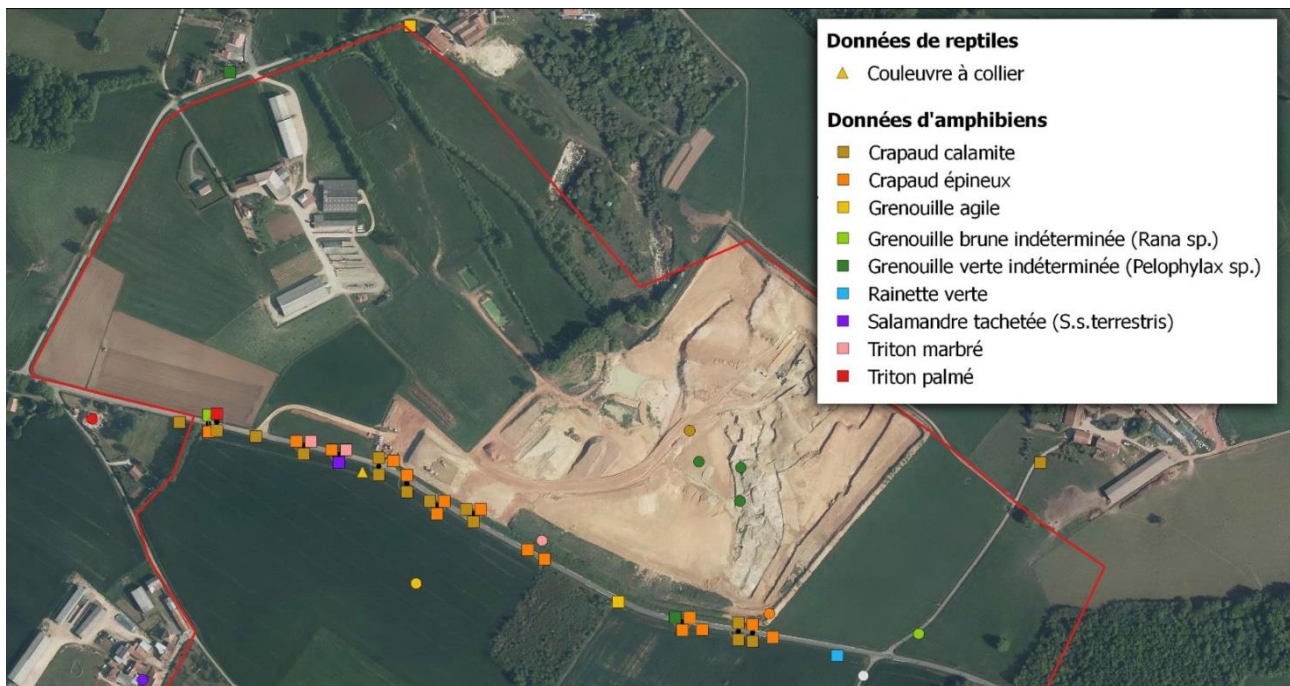 Données de reptiles
Couleuvre à collier
Données d'amphibiens
Crapaud calamite
Crapaud épineux
Grenouille agile
Grenouille brune indéterminée (Rana sp.)
Grenouille verte indéterminée (Pelophylax sp.)
Rainette verte
Salamandre tachetée (S.s.terrestris)
Triton marbré
Triton palmé